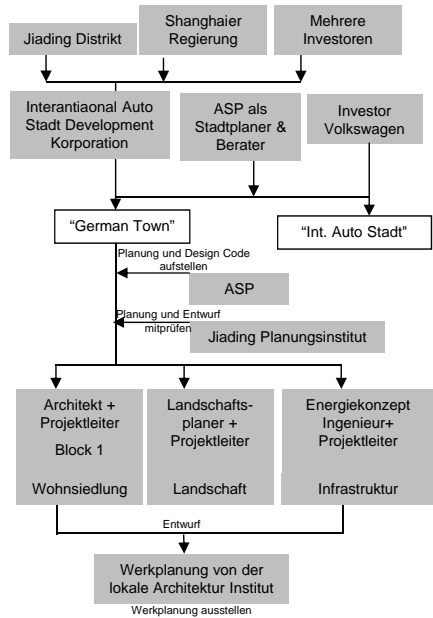 Jiading Distrikt
Shanghaier
Regierung
Mehrere
Investoren
Interantiaonal Auto
Stadt Development
Korporation
ASP als
Stadtplaner &
Berater
Investor
Volkswagen
“German Town”
“Int. Auto Stadt"
Planung und Design Code
aufstellen
ASP
Planung und Entwurf
mitprüfen
Jiading Planungsinstitut
Architekt +
Projektleiter
Block 1
Wohnsiedlung
Landschafts-
planer +
Projektleiter
Landschaft
Energiekonzept
Ingenieur+
Projektleiter
Infrastruktur
Entwurf
Werkplanung von der
lokale Architektur Institut
Werkplanung ausstellen